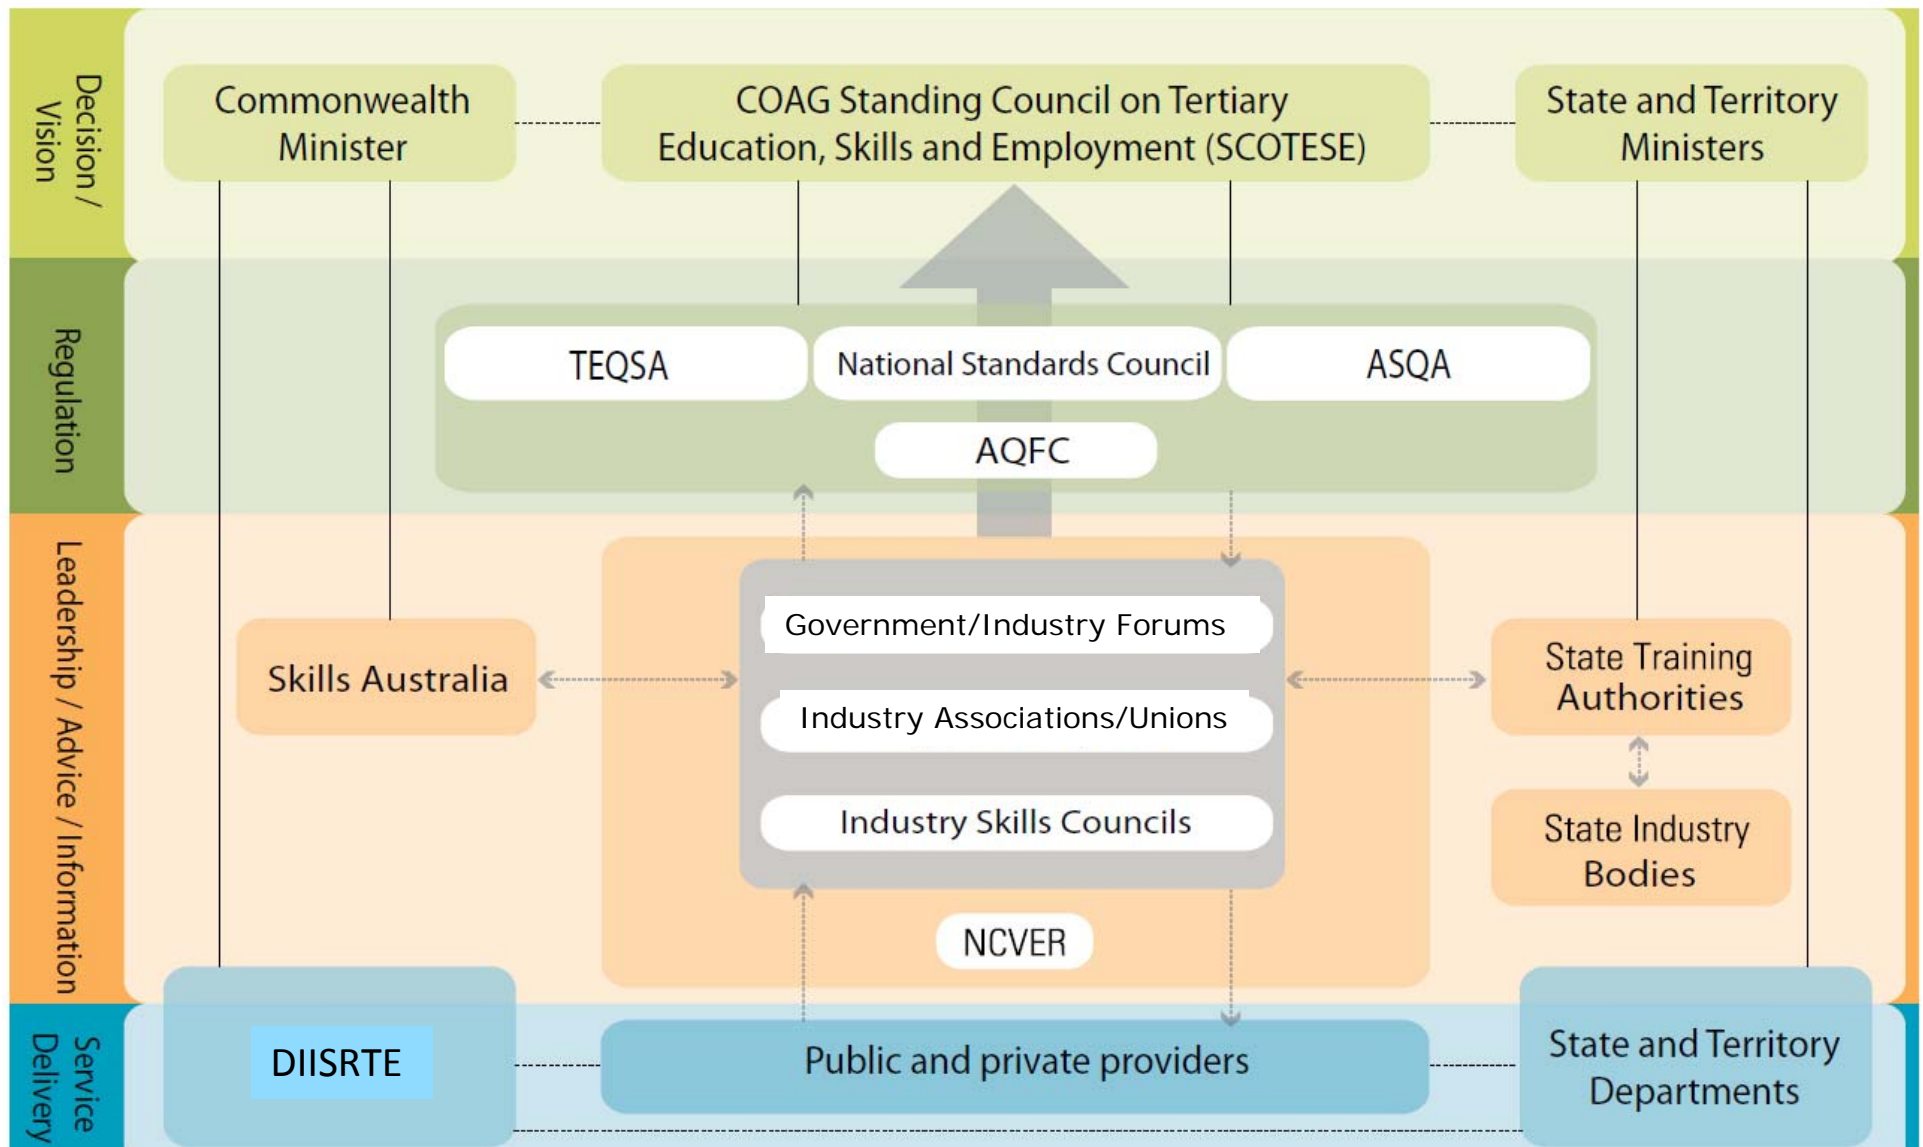 Decision /
Vision
Commonwealth
Minister
COAG Standing Council on Tertiary
Education, Skills and Employment (SCOTESE)
State and Territory
Ministers
Regulation
TEQSA
National Standards Council
ASQA
AQFC
Leadership / Advice / Information
Skills Australia
Government/Industry Forums
Industry Associations/Unions
Industry Skills Councils
NCVER
State Training
Authorities
State Industry
Bodies
Service
Delivery
DIISRTE
Public and private providers
State and Territory
Departments